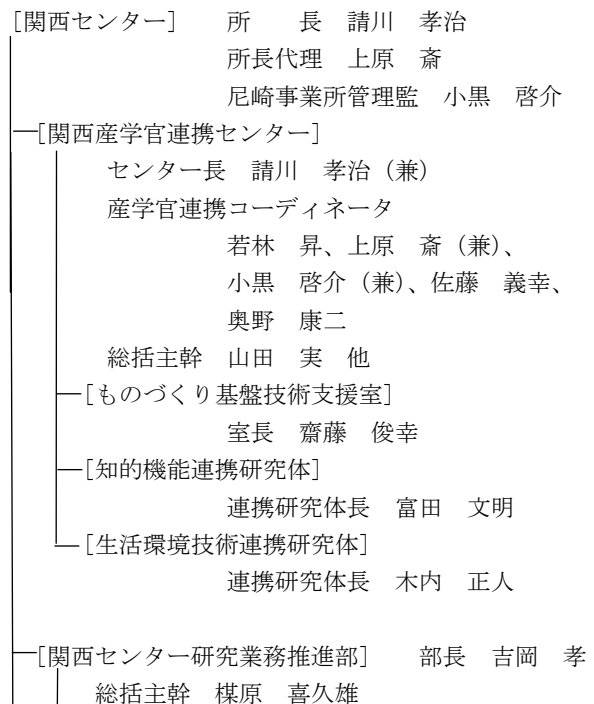 [関西センター]　　所　　長　請川　孝治
所長代理　上原　斎
尼崎事業所管理監　小黒　啓介
[関西産学官連携センター]
センター長　請川　孝治（兼）
産学官連携コーディネータ
若林　昇、上原　斎（兼）、
小黒　啓介（兼）、佐藤　義幸、
奥野　康二
総括主幹　山田　実　他
[ものづくり基盤技術支援室]
室長　齋藤　俊幸
[知的機能連携研究体]
連携研究体長　富田　文明
[生活環境技術連携研究体]
連携研究体長　木内　正人
[関西センター研究業務推進部]　　部長　吉岡　孝
総括主幹　楳原　喜久雄